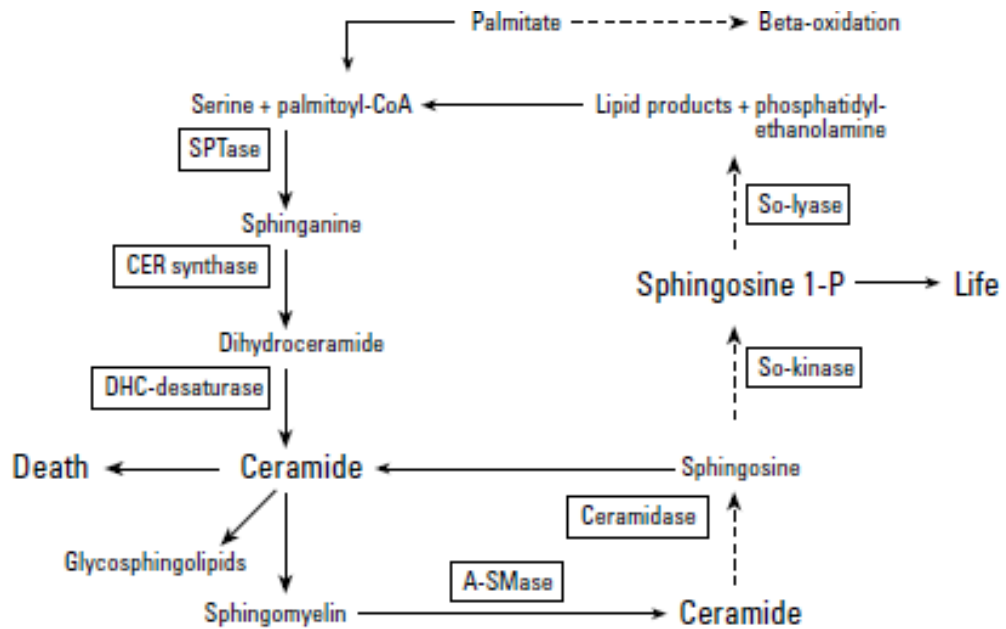 Palmitate
Beta-oxidation
Serine + palmitoyl-CoA
Lipid products + phosphatidyl-
ethanolamine
SPTase
So-lyase
Sphinganine
CER synthase
Sphingosine 1-P
Life
Dihydroceramide
So-kinase
DHC-desaturase
Death
Ceramide
Sphingosine
Ceramidase
Glycosphingolipids
A-SMase
Sphingomyelin
Ceramide